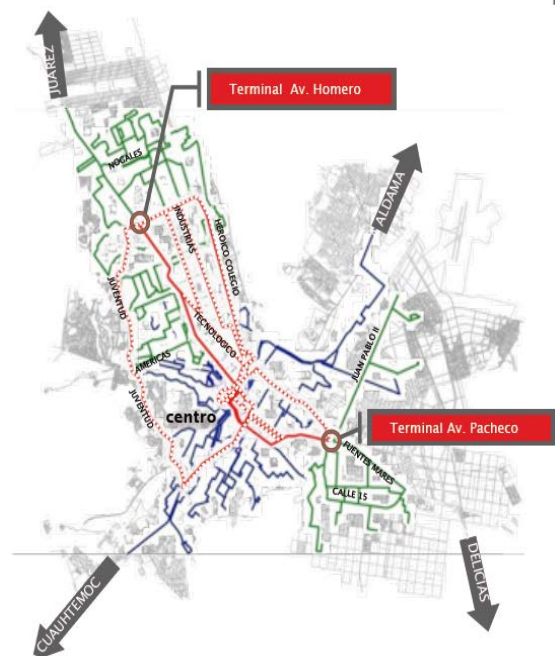 JUAREZ
Terminal Av. Homero
NOGALES
ALDAMA
INDUSTRIAS
HEROICO COLEGIO
JUVENTUD
TECNOLOGICO
JUAN PABLO II
AMERICAS
JUVENTUD
centro
Terminal Av. Pacheco
FUENTES MARES
CALLE 15
DELICIAS
CUAUHTEMOC